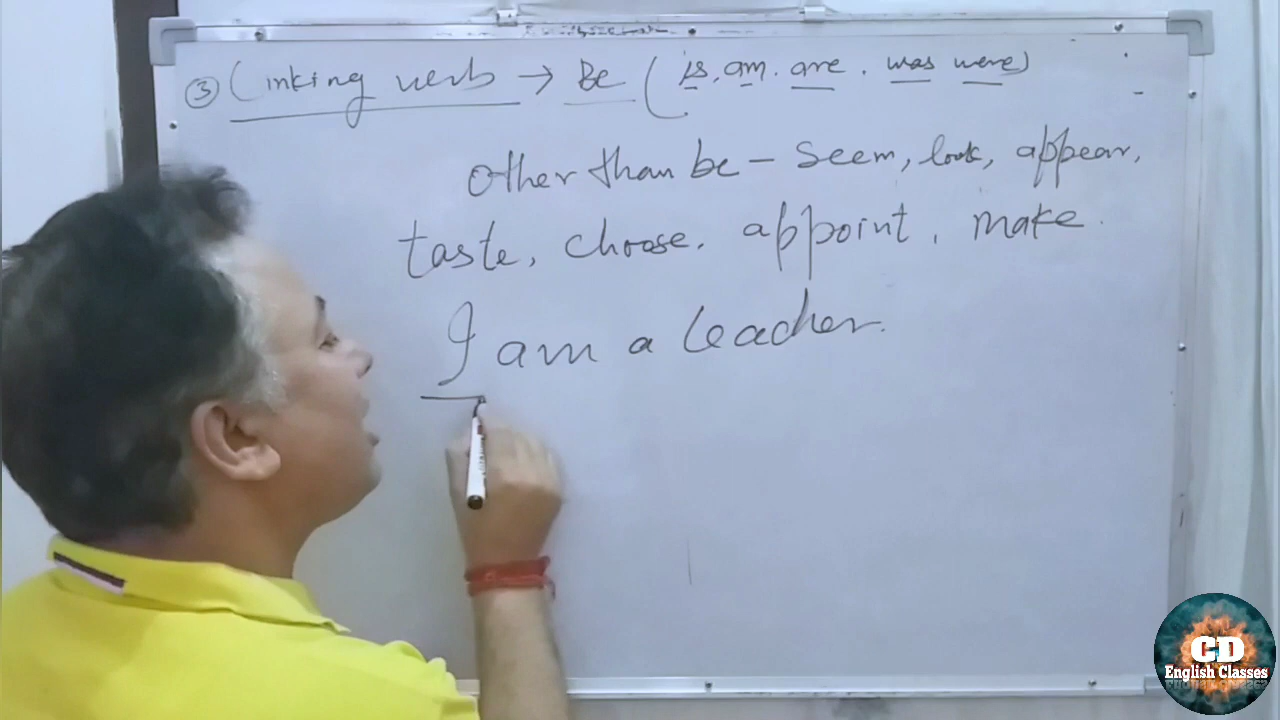 ③ Linking verb → Be (is, am. are. was were)
Other than be - Seem, look, appear,
taste, choose, appoint, make.
I am a teacher.
CD
English Classes